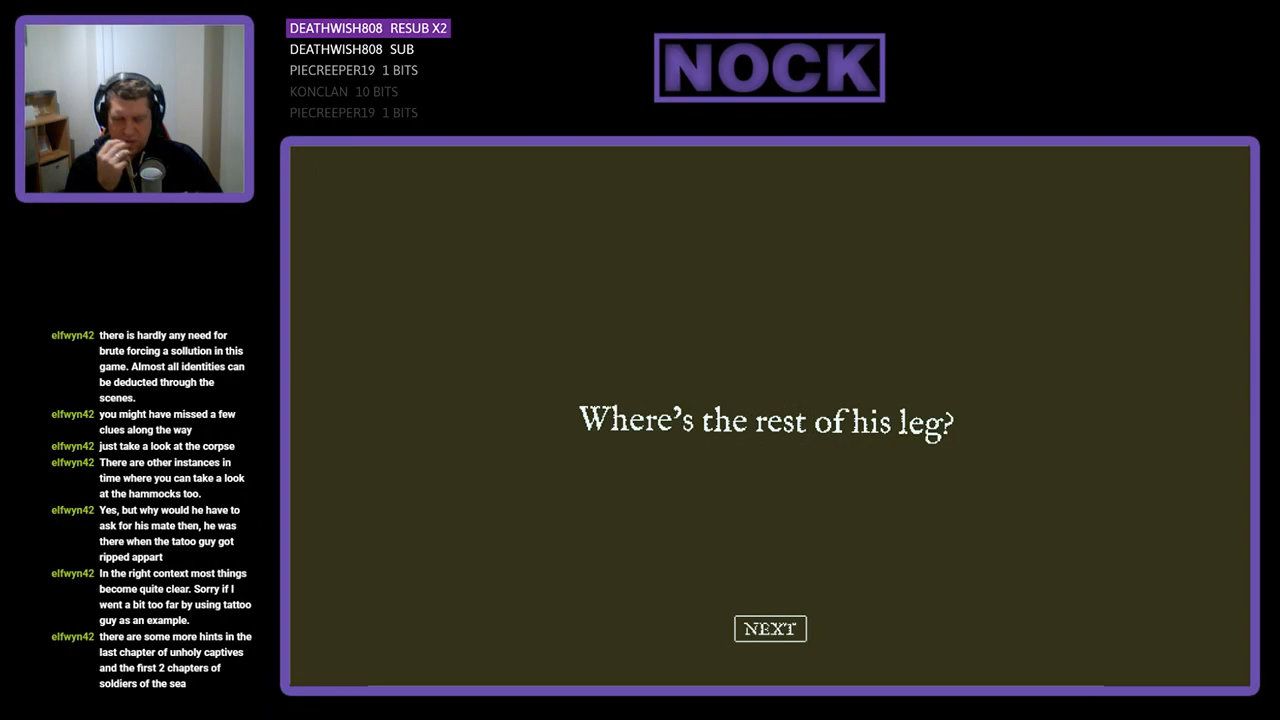 DEATHWISH808 RESUB X2
DEATHWISH808 SUB
PIECREEPER19 1 BITS
KONCLAN 10 BITS
PIECREEPER19 1 BITS
NOCK
elfwyn42 there is hardly any need for
brute forcing a sollution in this
game. Almost all identities can
be deducted through the
scenes.
elfwyn42 you might have missed a few
clues along the way
elfwyn42 just take a look at the corpse
elfwyn42 There are other instances in
time where you can take a look
at the hammocks too.
elfwyn42 Yes, but why would he have to
ask for his mate then, he was
there when the tatoo guy got
ripped appart
elfwyn42 In the right context most things
become quite clear. Sorry if I
went a bit too far by using tattoo
guy as an example.
elfwyn42 there are some more hints in the
last chapter of unholy captives
and the first 2 chapters of
soldiers of the sea
Where's the rest of his leg?
NEXT